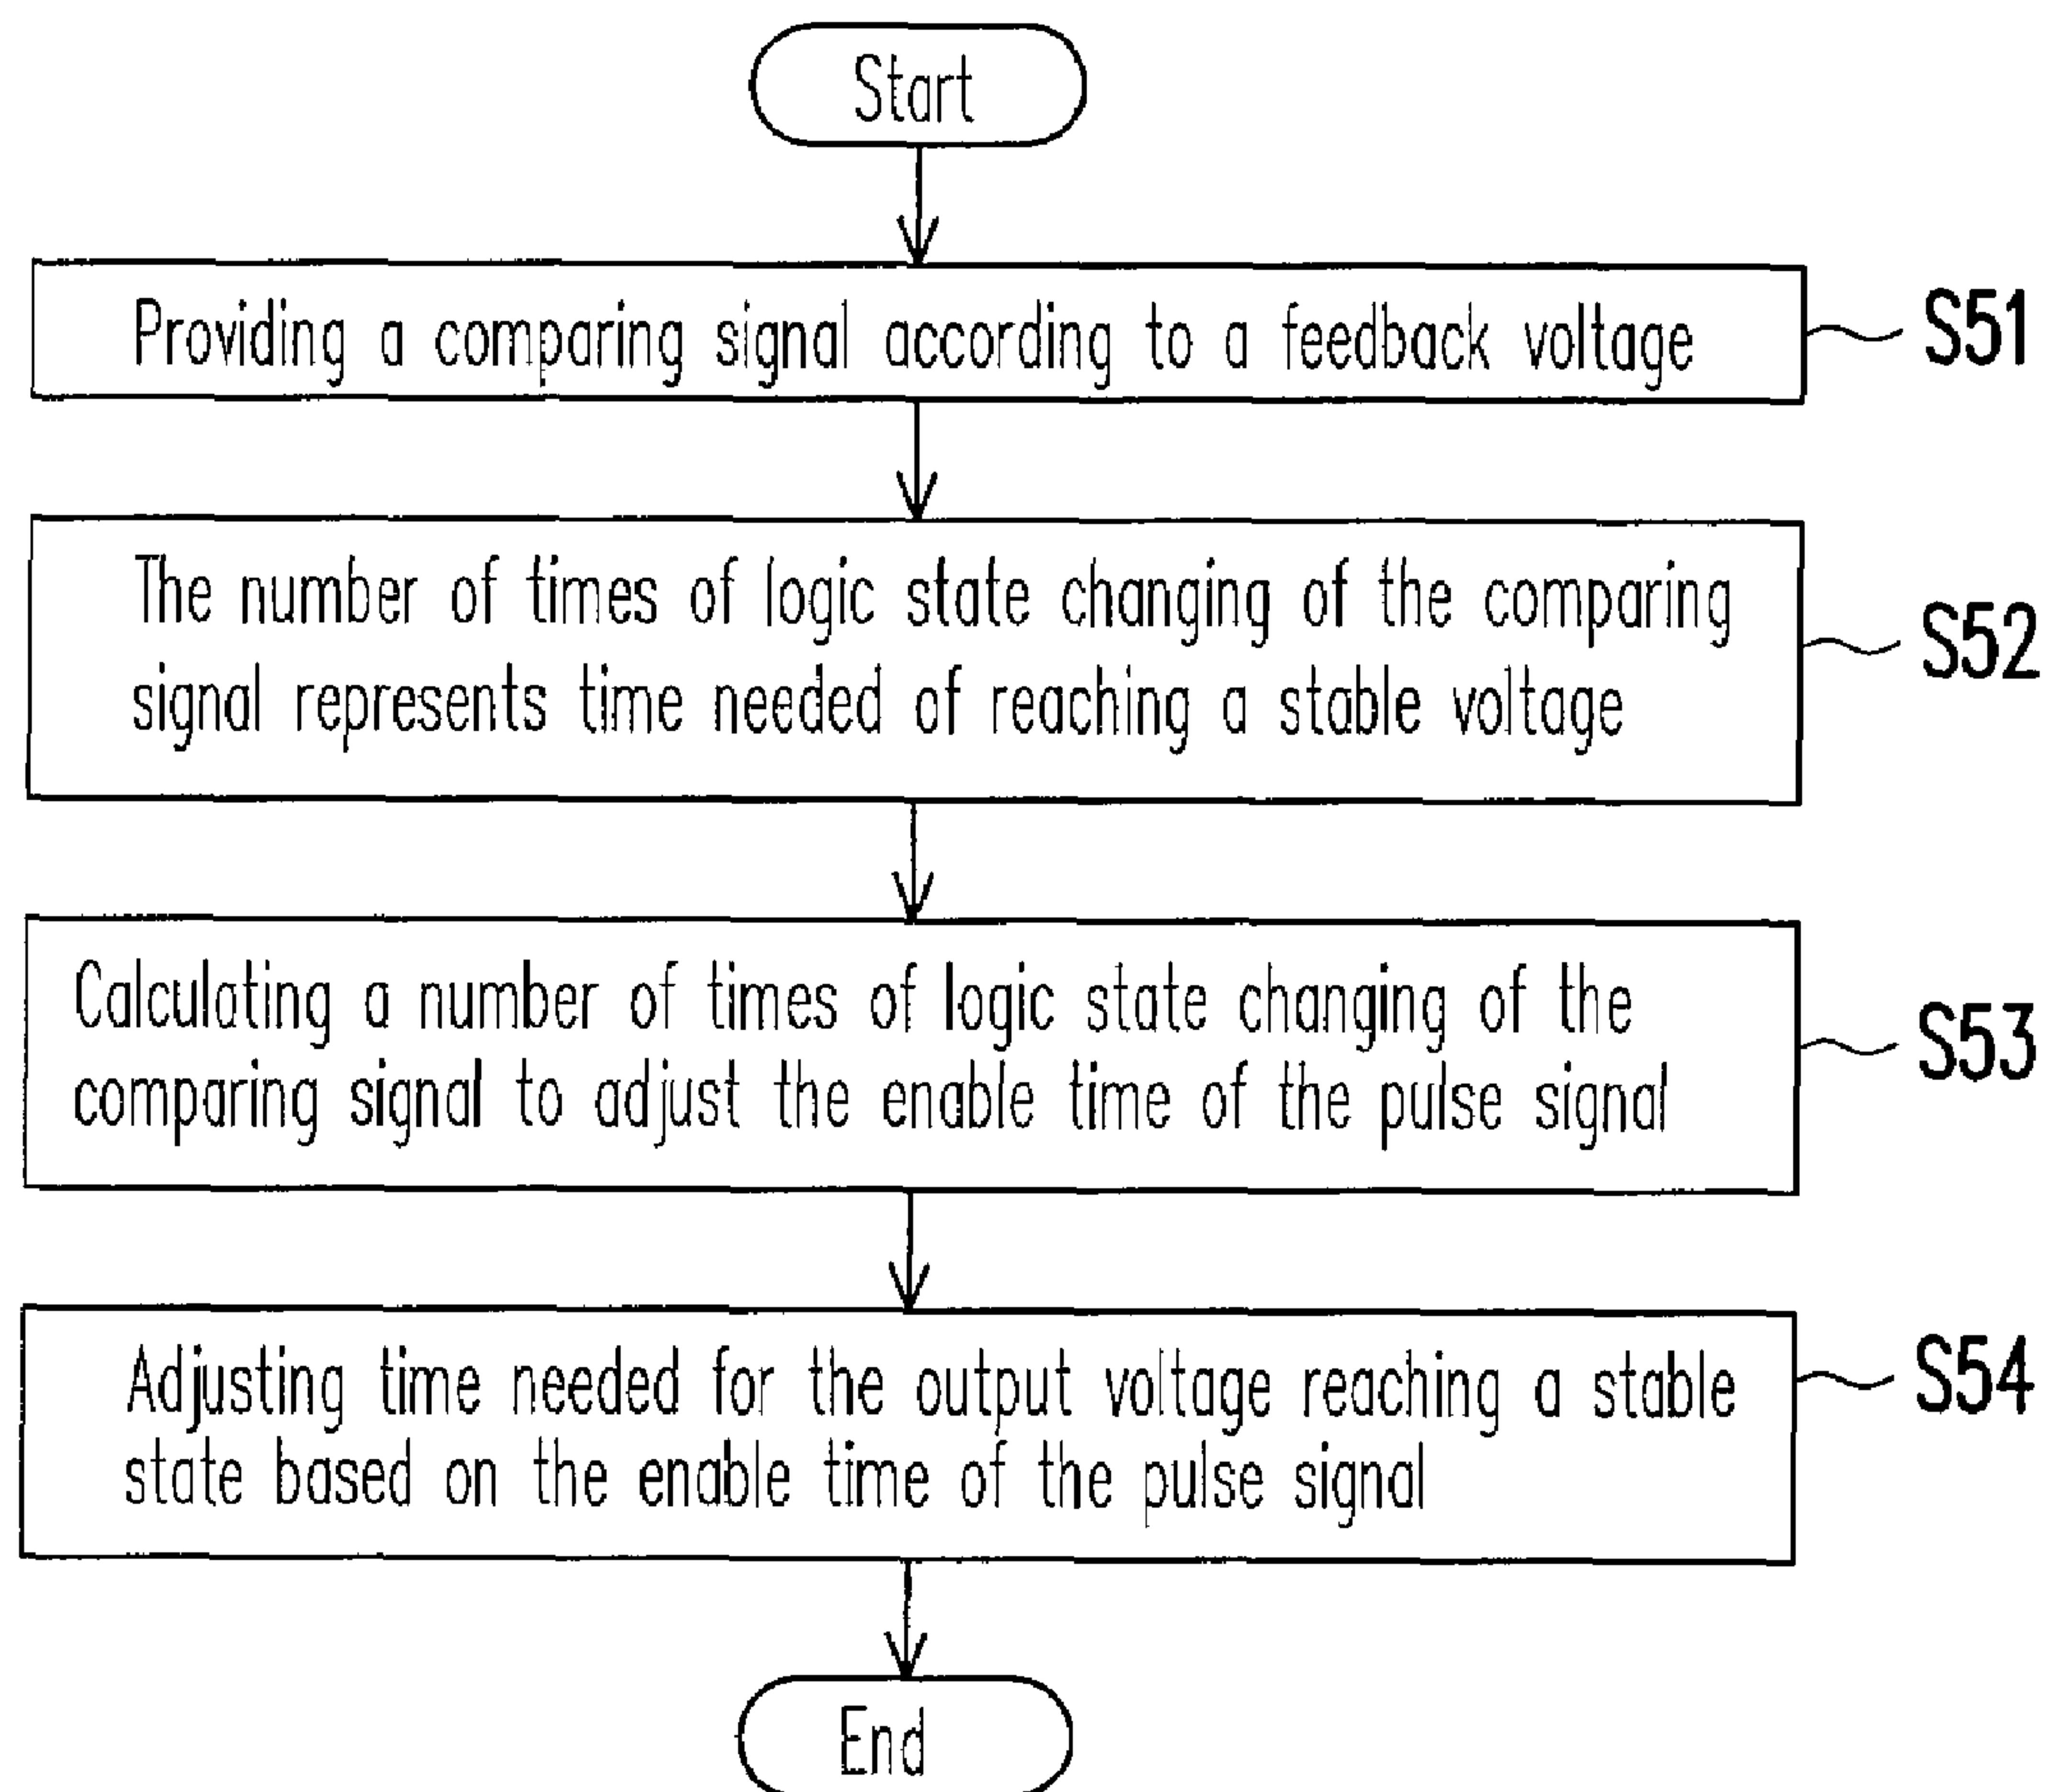 Start
Providing a comparing signal according to a feedback voltage
S51
The number of times of logic state changing of the comparing
signal represents time needed of reaching a stable voltage
S52
Calculating a number of times of logic state changing of the
comparing signal to adjust the enable time of the pulse signal
S53
Adjusting time needed for the output voltage reaching a stable
state based on the enable time of the pulse signal
S54
End